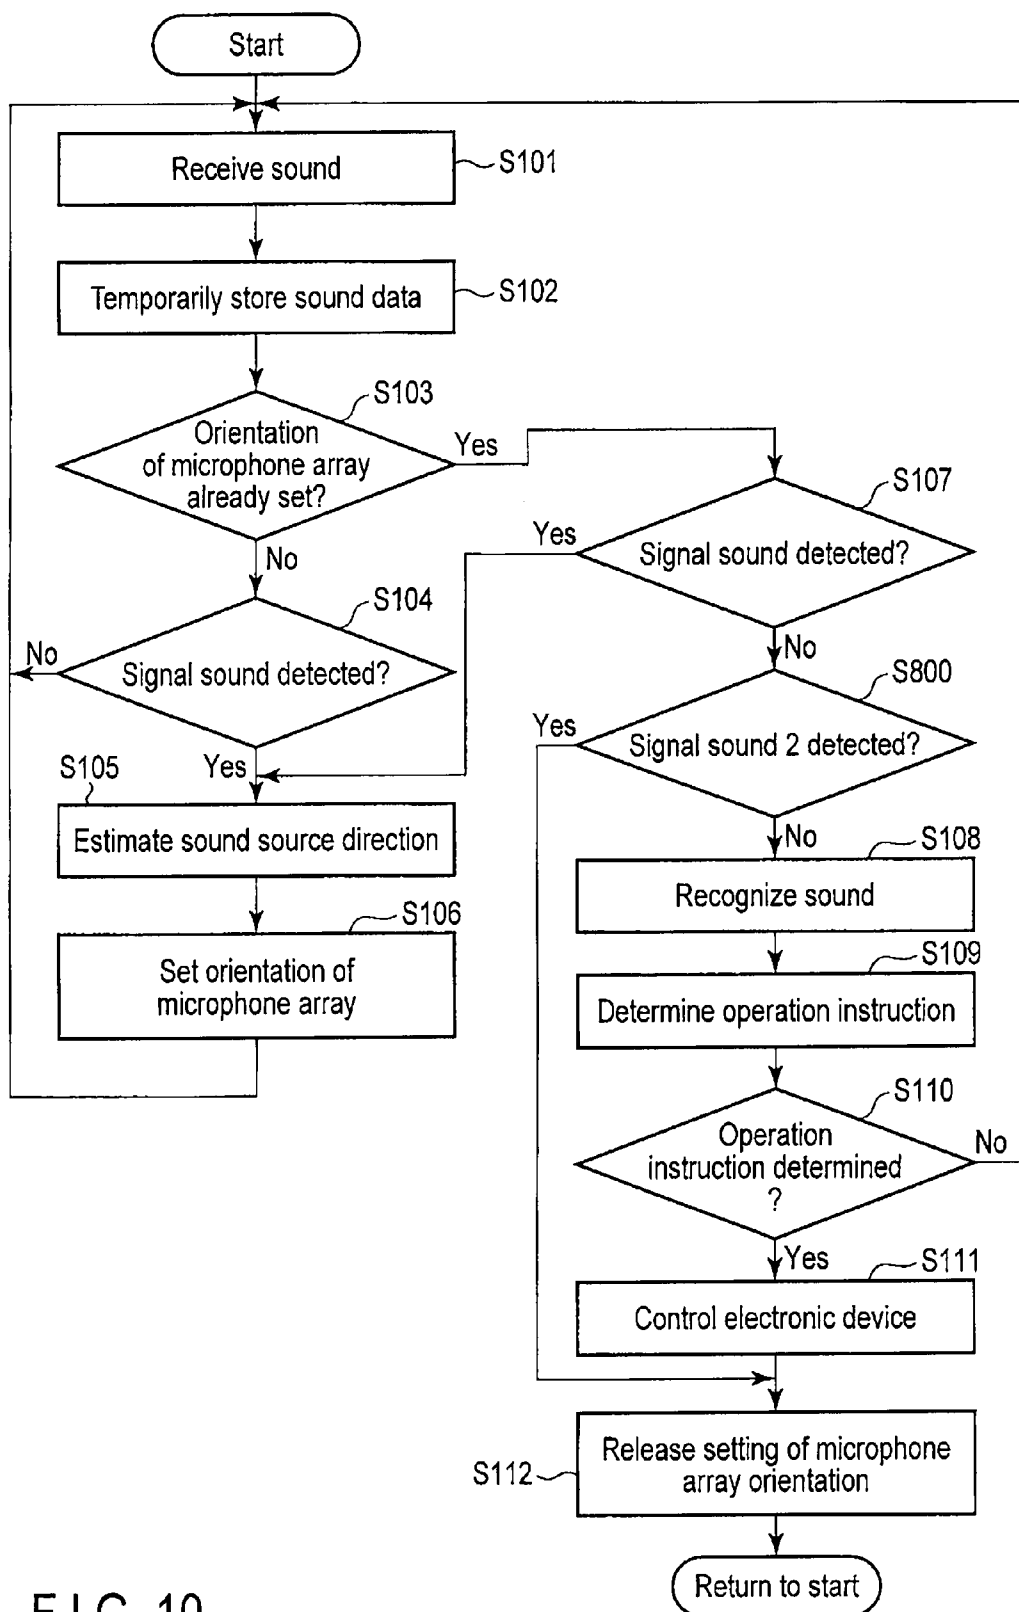 Start
Receive sound
S101
Temporarily store sound data
S102
S103
Orientation
of microphone array
already set?
Yes
No
S104
Signal sound detected?
No
Yes
S105
Estimate sound source direction
S106
Set orientation of
microphone array
S107
Yes
Signal sound detected?
No
S800
Yes
Signal sound 2 detected?
No
S108
Recognize sound
S109
Determine operation instruction
S110
Operation
instruction determined
?
No
Yes
S111
Control electronic device
Release setting of microphone
array orientation
S112
Return to start
FIG. 10